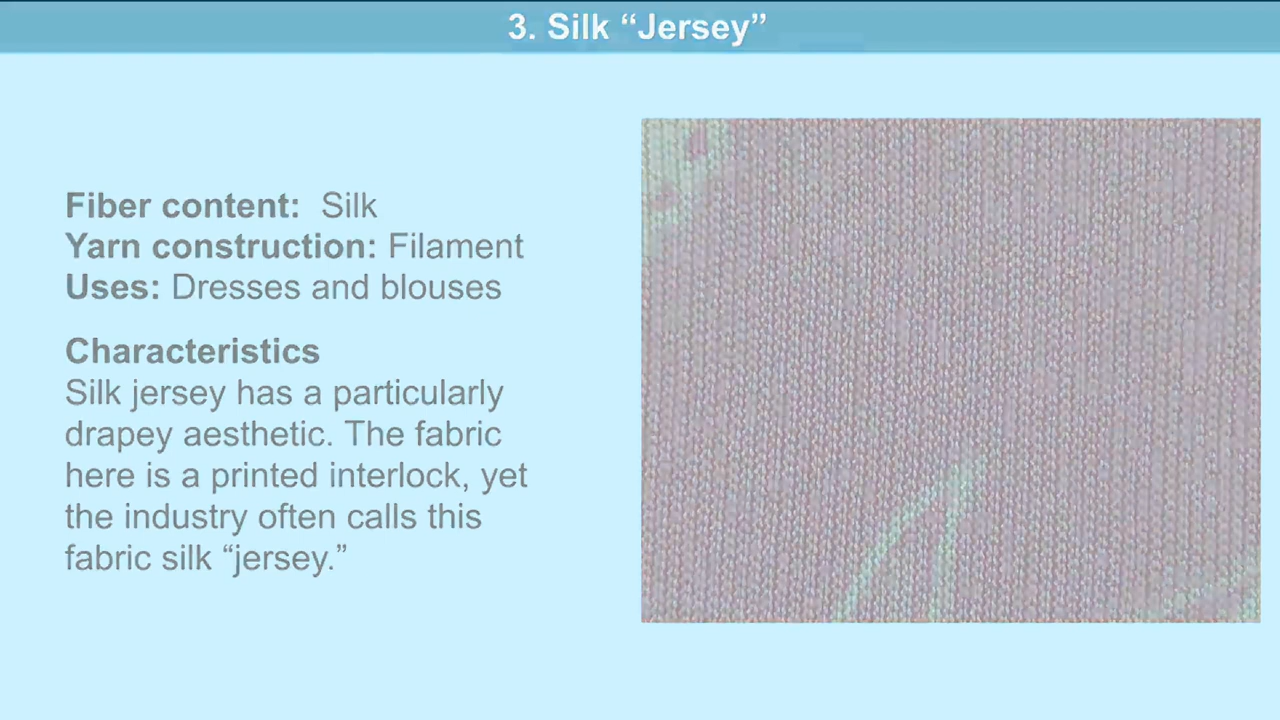 3. Silk “Jersey”
Fiber content: Silk
Yarn construction: Filament
Uses: Dresses and blouses
Characteristics
Silk jersey has a particularly
drapey aesthetic. The fabric
here is a printed interlock, yet
the industry often calls this
fabric silk “jersey.”